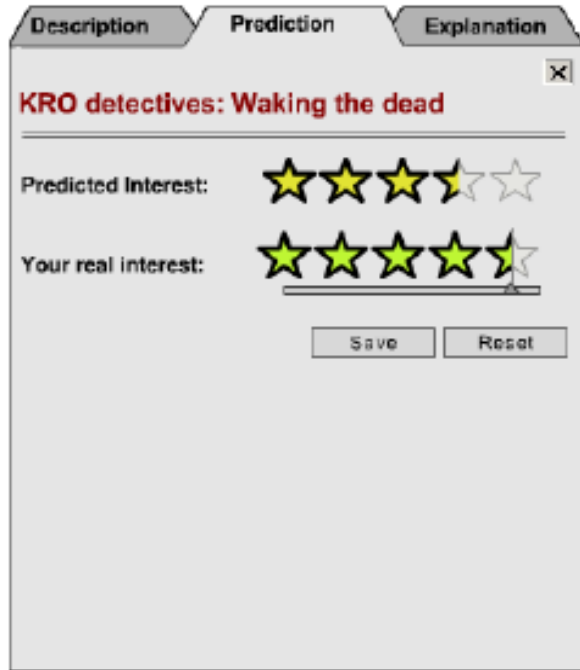 Description Prediction Explanation
KRO detectives: Waking the dead
Predicted Interest:
Your real interest:
Save Reset